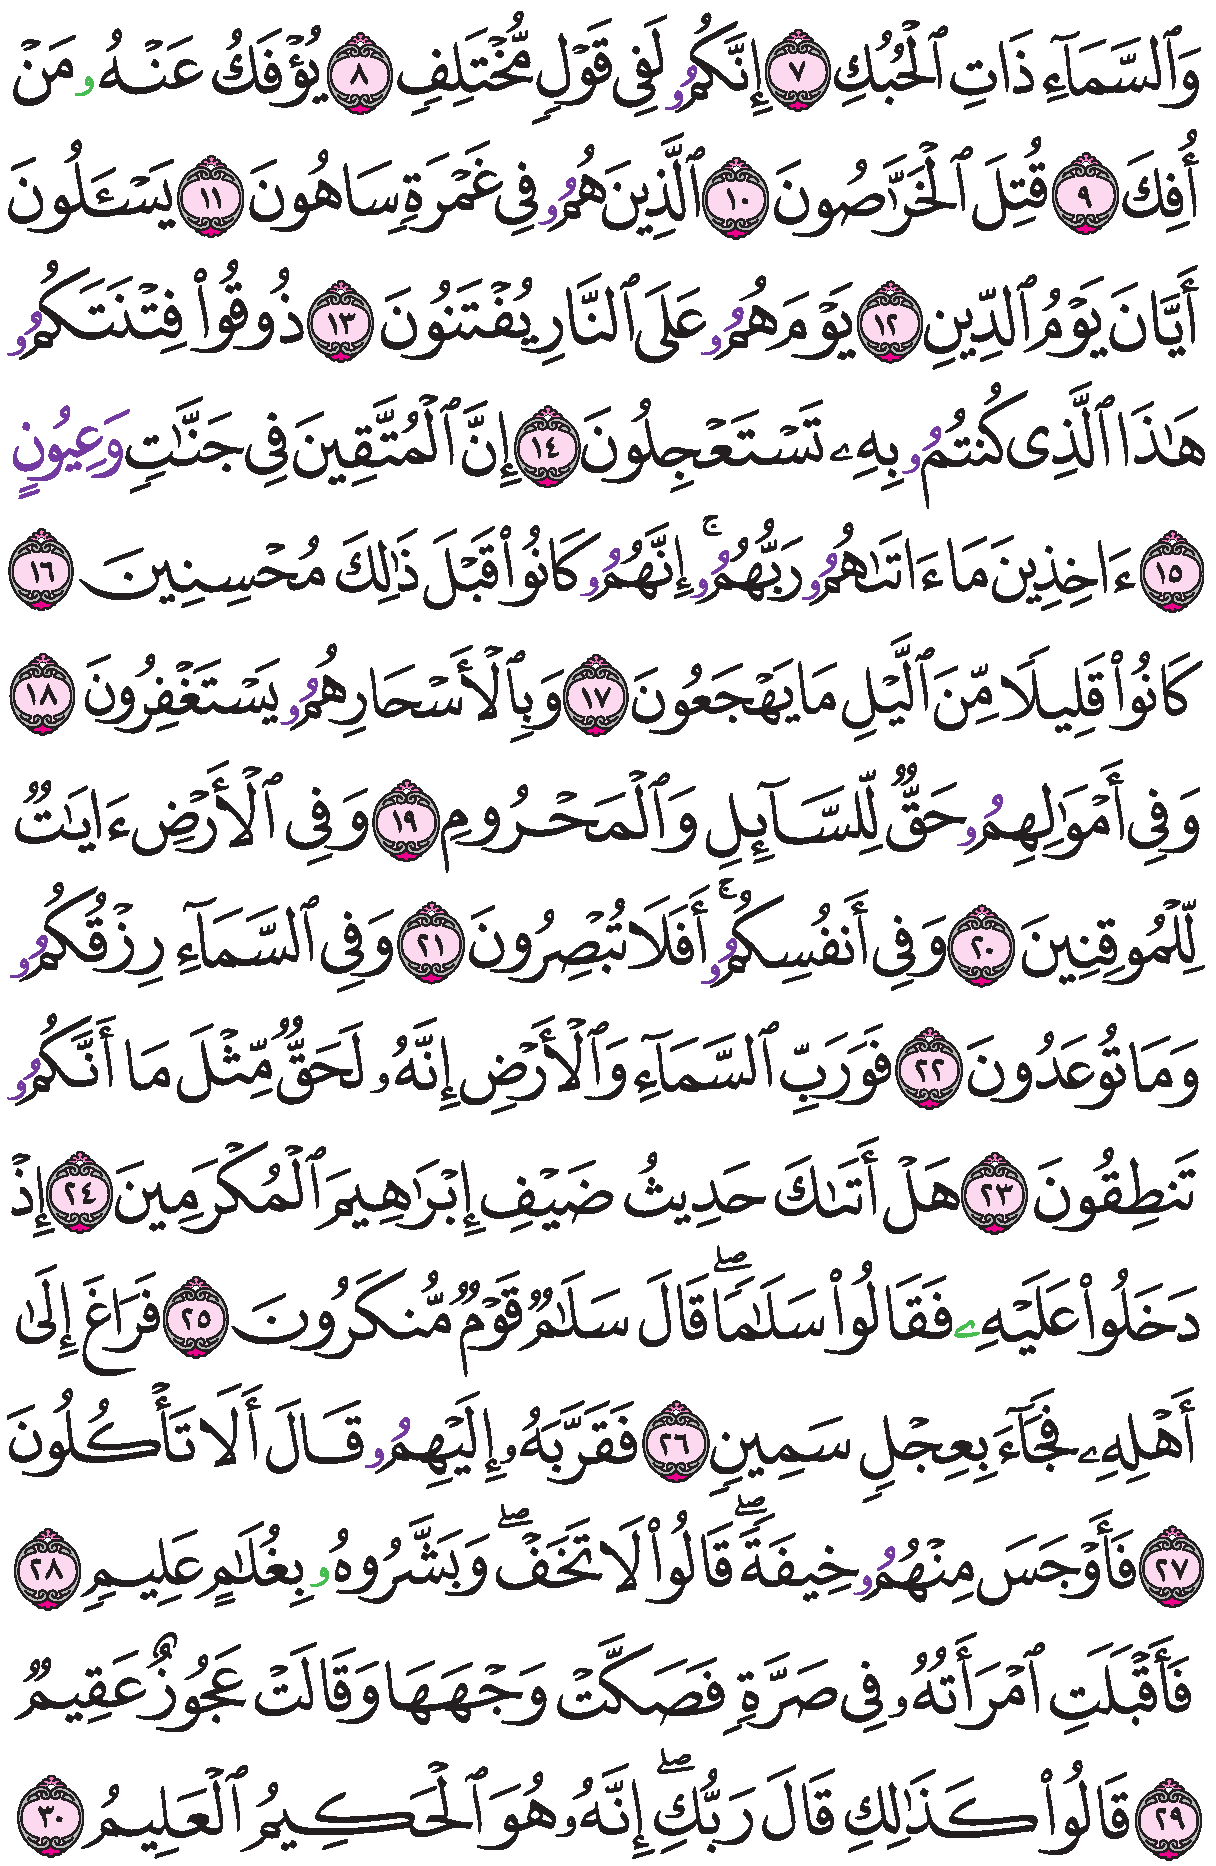 وَٱلسَّمَآءِ ذَاتِ ٱلْحُبُكِ ٧ إِنَّكُمُۥ لَفِى قَوْلٍ مُّخْتَلِفٍ ٨ يُؤْفَكُ عَنْهُۥ مَنْ
أُفِكَ ٩ قُتِلَ ٱلْخَرَّٰصُونَ ١٠ ٱلَّذِينَ هُمُۥ فِى غَمْرَةٍ سَاهُونَ ١١ يَسْـَٔلُونَ
أَيَّانَ يَوْمُ ٱلدِّينِ ١٢ يَوْمَ هُمُۥ عَلَى ٱلنَّارِ يُفْتَنُونَ ١٣ ذُوقُوا۟ فِتْنَتَكُمُۥ
هَٰذَا ٱلَّذِى كُنتُمُۥ بِهِۦ تَسْتَعْجِلُونَ ١٤ إِنَّ ٱلْمُتَّقِينَ فِى جَنَّٰتٍ وَعِيُونٍ
١٥ ءَاخِذِينَ مَا ءَاتَىٰهُمُۥ رَبُّهُمُۥ ۚ إِنَّهُمُۥ كَانُوا۟ قَبْلَ ذَٰلِكَ مُحْسِنِينَ ١٦
كَانُوا۟ قَلِيلًا مِّنَ ٱلَّيْلِ مَا يَهْجَعُونَ ١٧ وَبِٱلْأَسْحَارِ هُمُۥ يَسْتَغْفِرُونَ ١٨
وَفِى أَمْوَٰلِهِمُۥ حَقٌّ لِّلسَّآئِلِ وَٱلْمَحْرُومِ ١٩ وَفِى ٱلْأَرْضِ ءَايَٰتٌ
لِّلْمُوقِنِينَ ٢٠ وَفِى أَنفُسِكُمُۥ ۚ أَفَلَا تُبْصِرُونَ ٢١ وَفِى ٱلسَّمَآءِ رِزْقُكُمُۥ
وَمَا تُوعَدُونَ ٢٢ فَوَرَبِّ ٱلسَّمَآءِ وَٱلْأَرْضِ إِنَّهُۥ لَحَقٌّ مِّثْلَ مَا أَنَّكُمُۥ
تَنطِقُونَ ٢٣ هَلْ أَتَىٰكَ حَدِيثُ ضَيْفِ إِبْرَٰهِيمَ ٱلْمُكْرَمِينَ ٢٤ إِذْ
دَخَلُوا۟ عَلَيْهِۦ فَقَالُوا۟ سَلَٰمًا ۖ قَالَ سَلَٰمٌ قَوْمٌ مُّنكَرُونَ ٢٥ فَرَاغَ إِلَىٰ
أَهْلِهِۦ فَجَآءَ بِعِجْلٍ سَمِينٍ ٢٦ فَقَرَّبَهُۥ إِلَيْهِمُۥ قَالَ أَلَا تَأْكُلُونَ
٢٧ فَأَوْجَسَ مِنْهُمُۥ خِيفَةً ۖ قَالُوا۟ لَا تَخَفْ ۖ وَبَشَّرُوهُۥ بِغُلَٰمٍ عَلِيمٍ ٢٨
فَأَقْبَلَتِ ٱمْرَأَتُهُۥ فِى صَرَّةٍ فَصَكَّتْ وَجْهَهَا وَقَالَتْ عَجُوزٌ عَقِيمٌ
٢٩ قَالُوا۟ كَذَٰلِكِ قَالَ رَبُّكِ ۖ إِنَّهُۥ هُوَ ٱلْحَكِيمُ ٱلْعَلِيمُ ٣٠